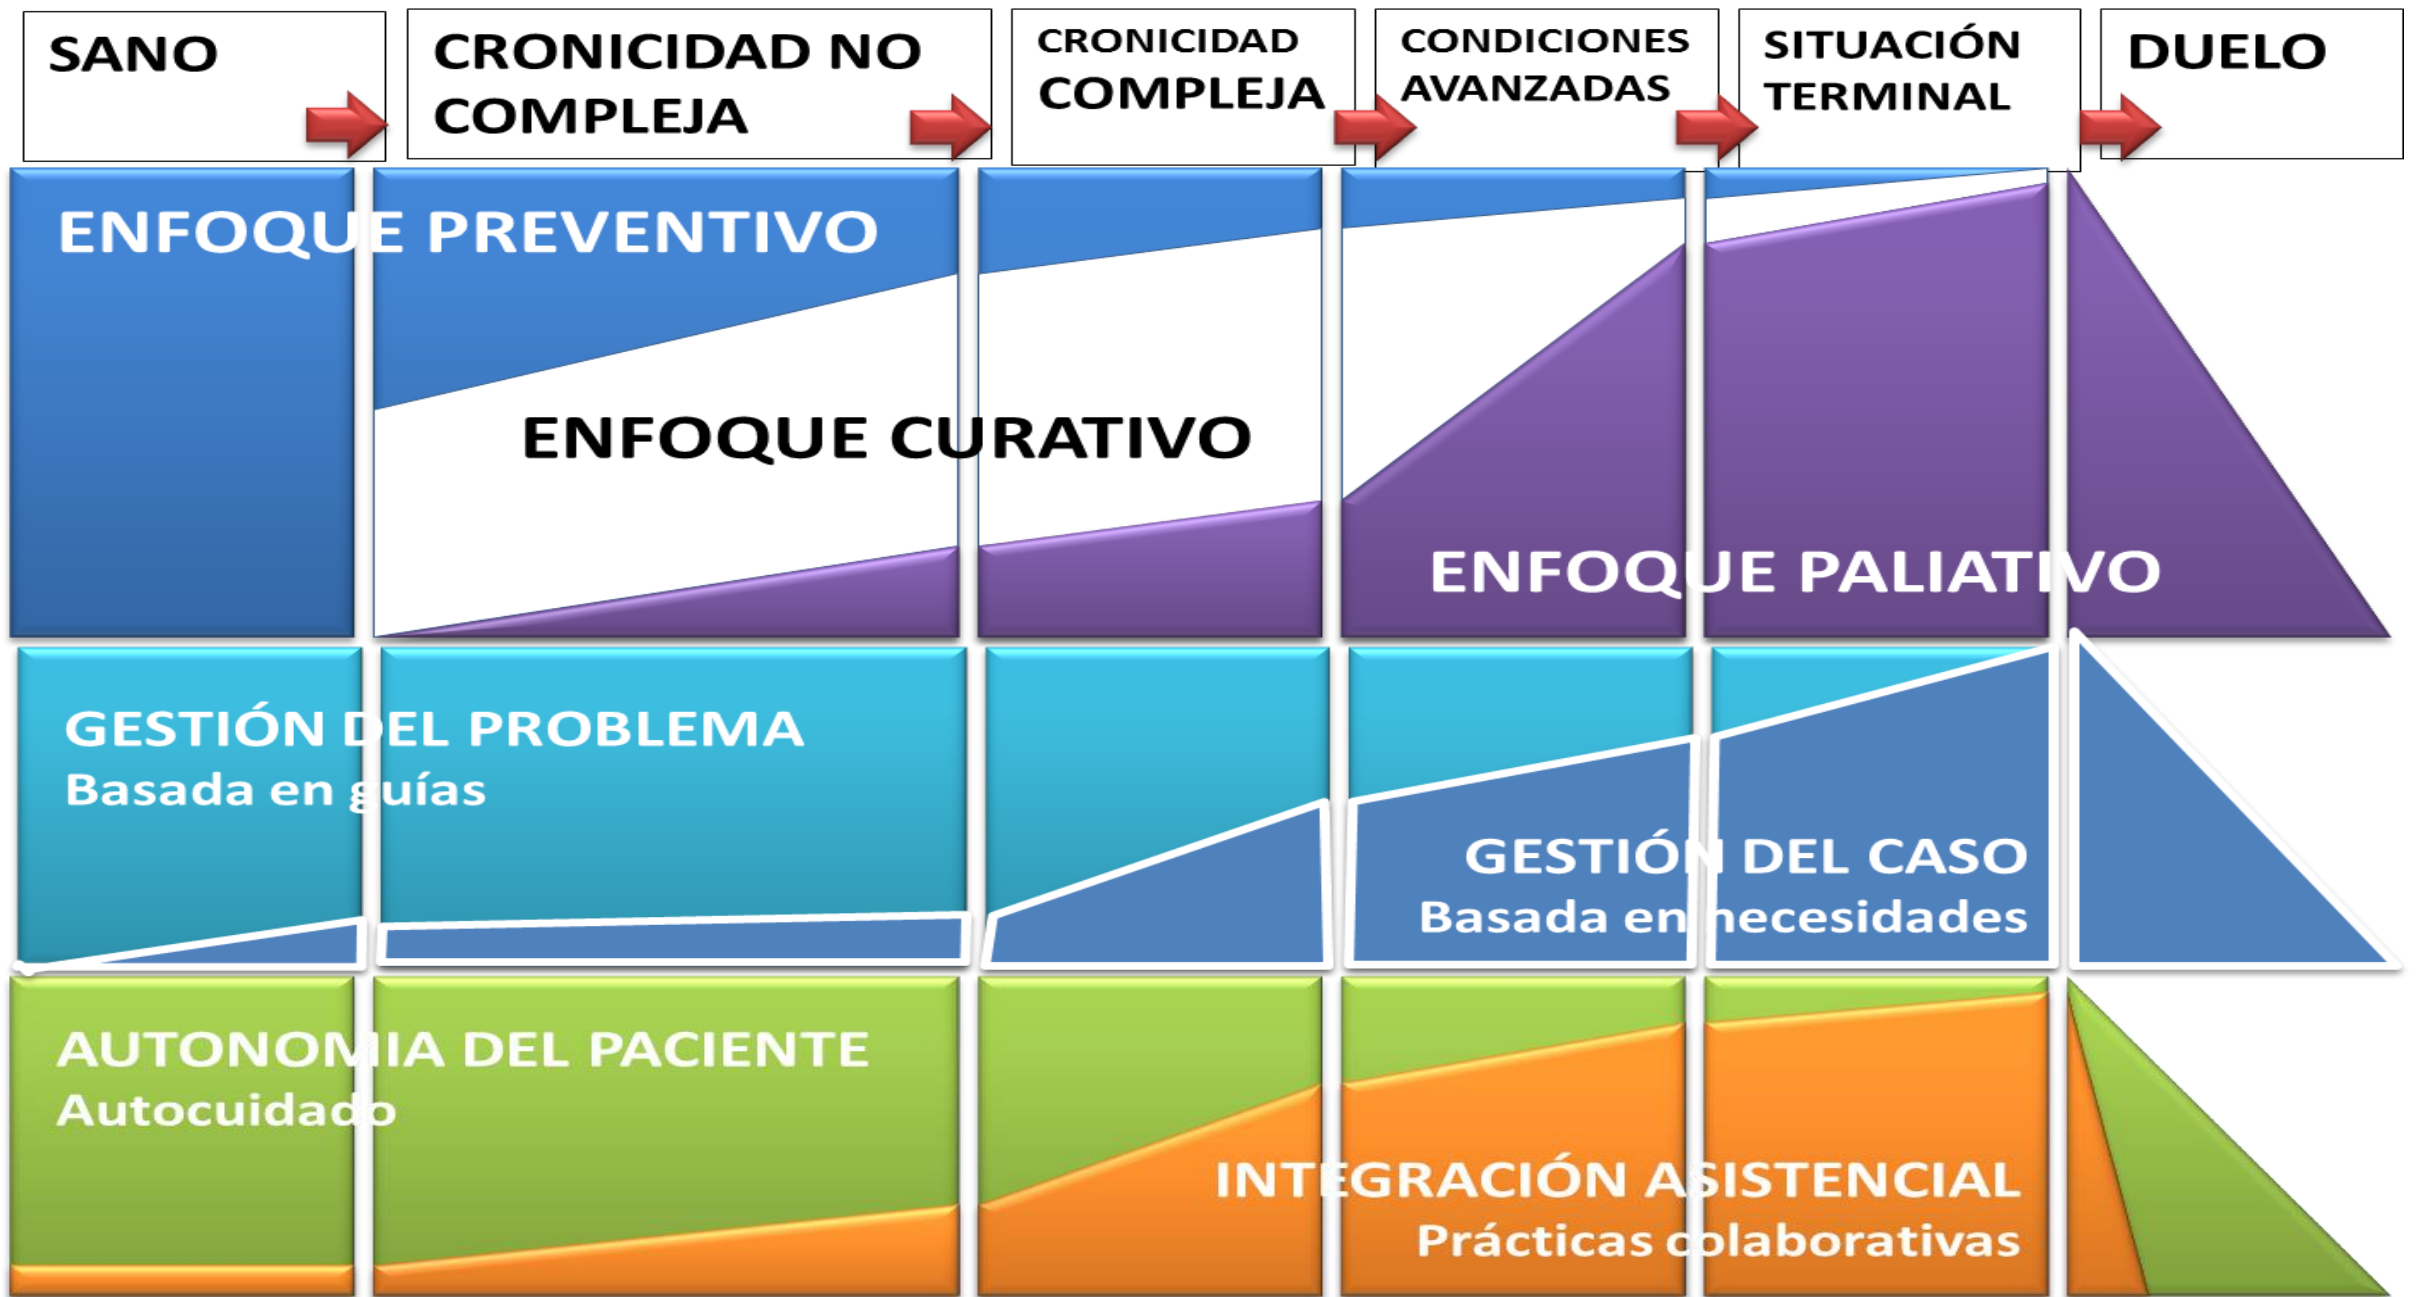 SANO
CRONICIDAD NO
COMPLEJA
CRONICIDAD
COMPLEJA
CONDICIONES
AVANZADAS
SITUACIÓN
TERMINAL
DUELO
ENFOQUE PREVENTIVO
ENFOQUE CURATIVO
ENFOQUE PALIATIVO
GESTIÓN DEL PROBLEMA
Basada en guías
GESTIÓN DEL CASO
Basada en necesidades
AUTONOMIA DEL PACIENTE
Autocuidado
INTEGRACIÓN ASISTENCIAL
Prácticas colaborativas